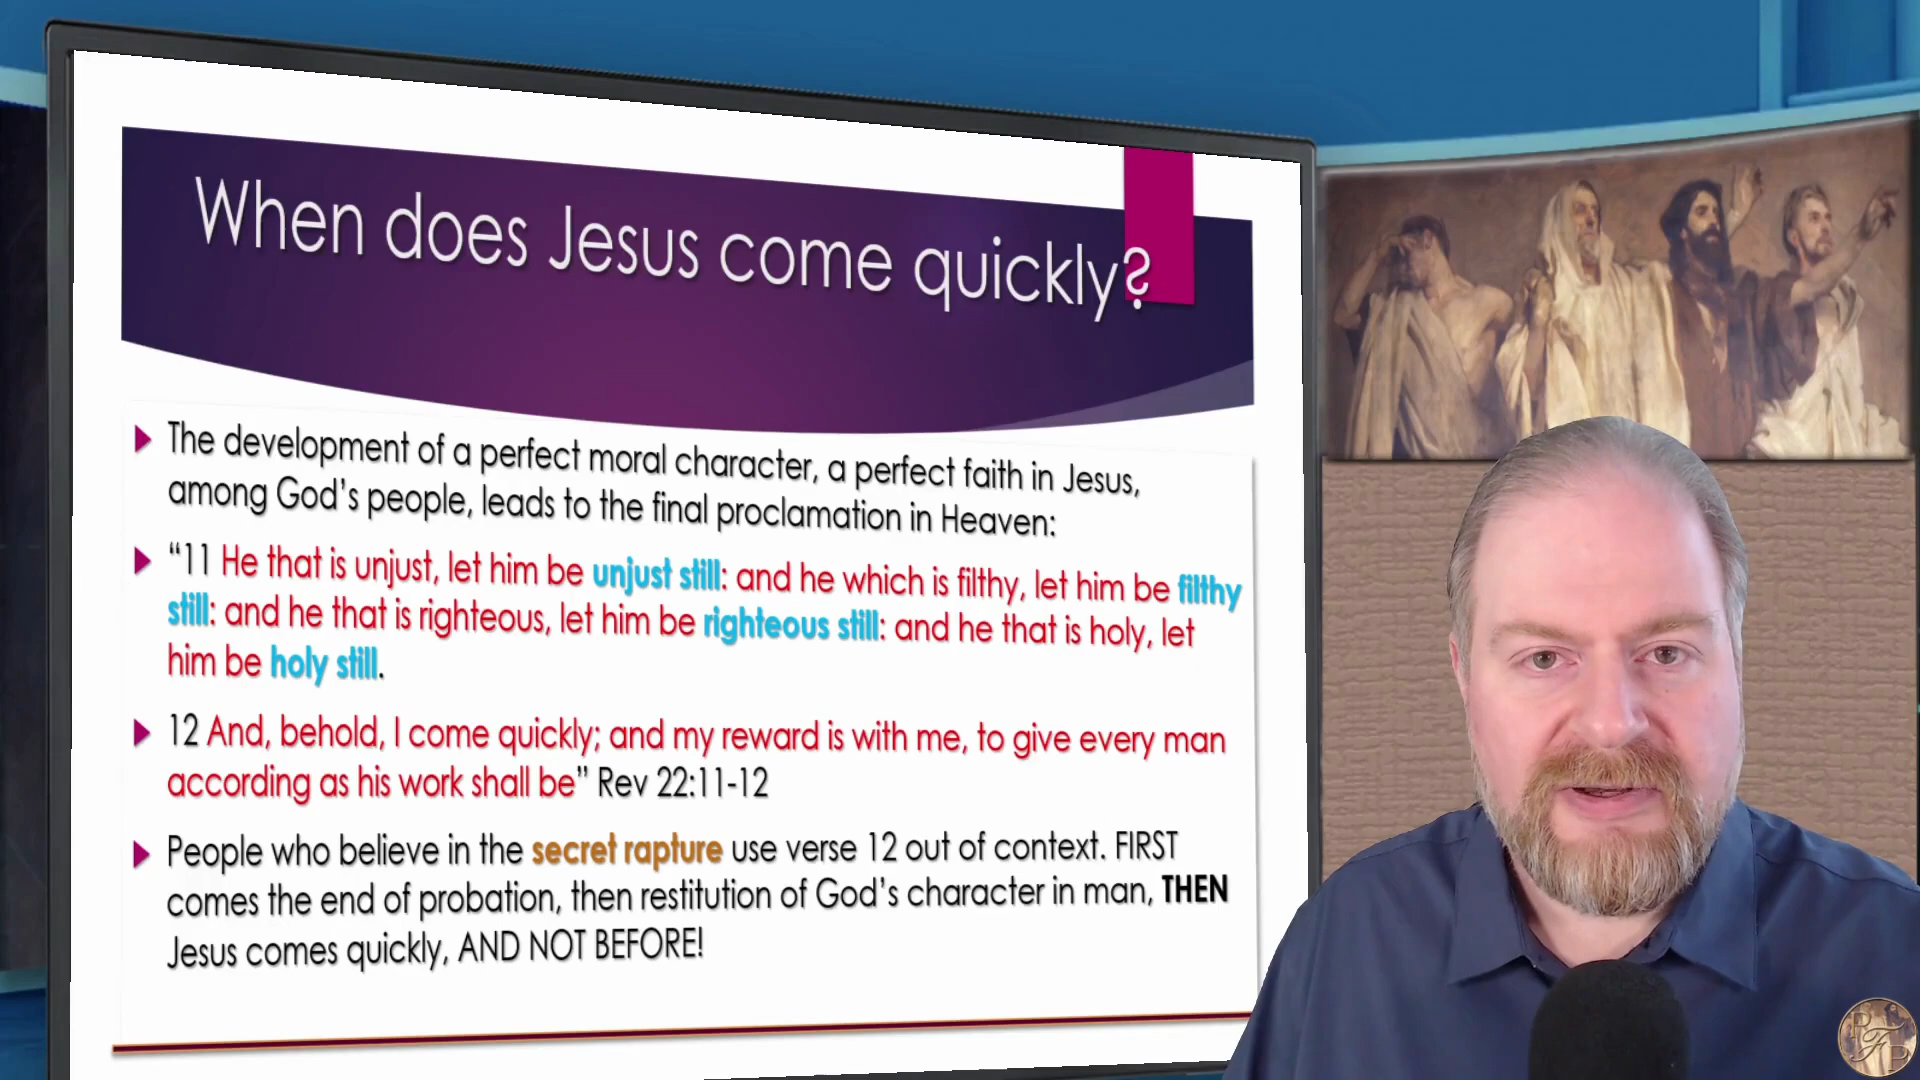 When does Jesus come quickly?
The development of a perfect moral character, a perfect faith in Jesus,
among God's people, leads to the final proclamation in Heaven:
“11 He that is unjust, let him be unjust still: and he which is filthy, let him be filthy
still: and he that is righteous, let him be righteous still: and he that is holy, let
him be holy still.
12 And, behold, I come quickly; and my reward is with me, to give every man
according as his work shall be” Rev 22:11-12
People who believe in the secret rapture use verse 12 out of context. FIRST
comes the end of probation, then restitution of God's character in man, THEN
Jesus comes quickly, AND NOT BEFORE!